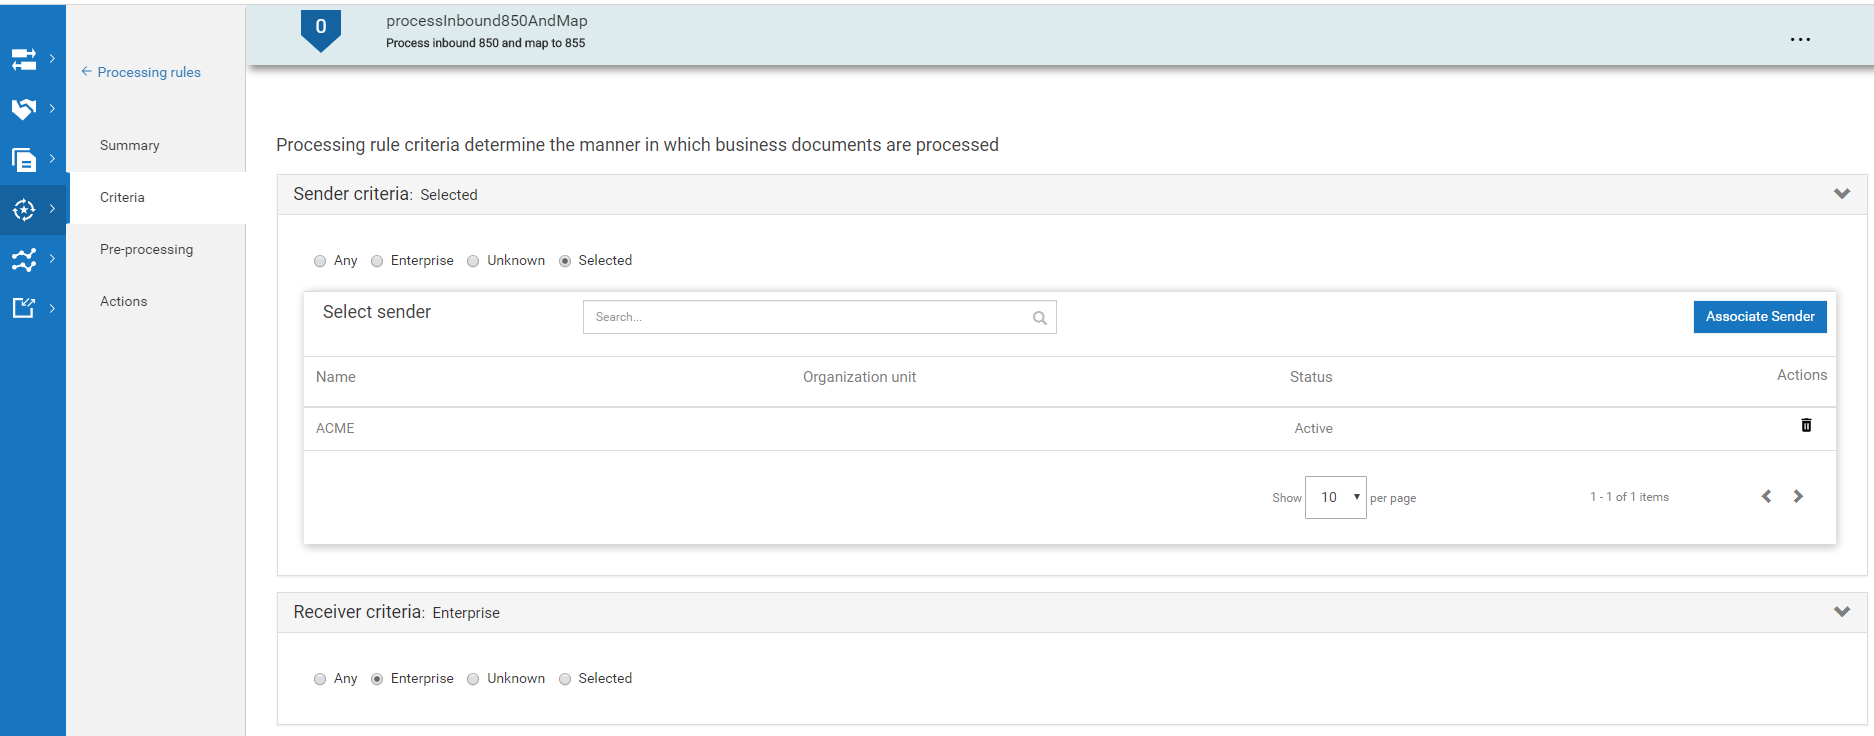 0
processInbound850AndMap
Process inbound 850 and map to 855
...
← Processing rules
Summary
Criteria
Pre-processing
Actions
Processing rule criteria determine the manner in which business documents are processed
Sender criteria: Selected
Any Enterprise Unknown Selected
Select sender Search... Associate Sender
Name Organization unit Status Actions
ACME Active
Show 10 per page 1 - 1 of 1 items
Receiver criteria: Enterprise
Any Enterprise Unknown Selected